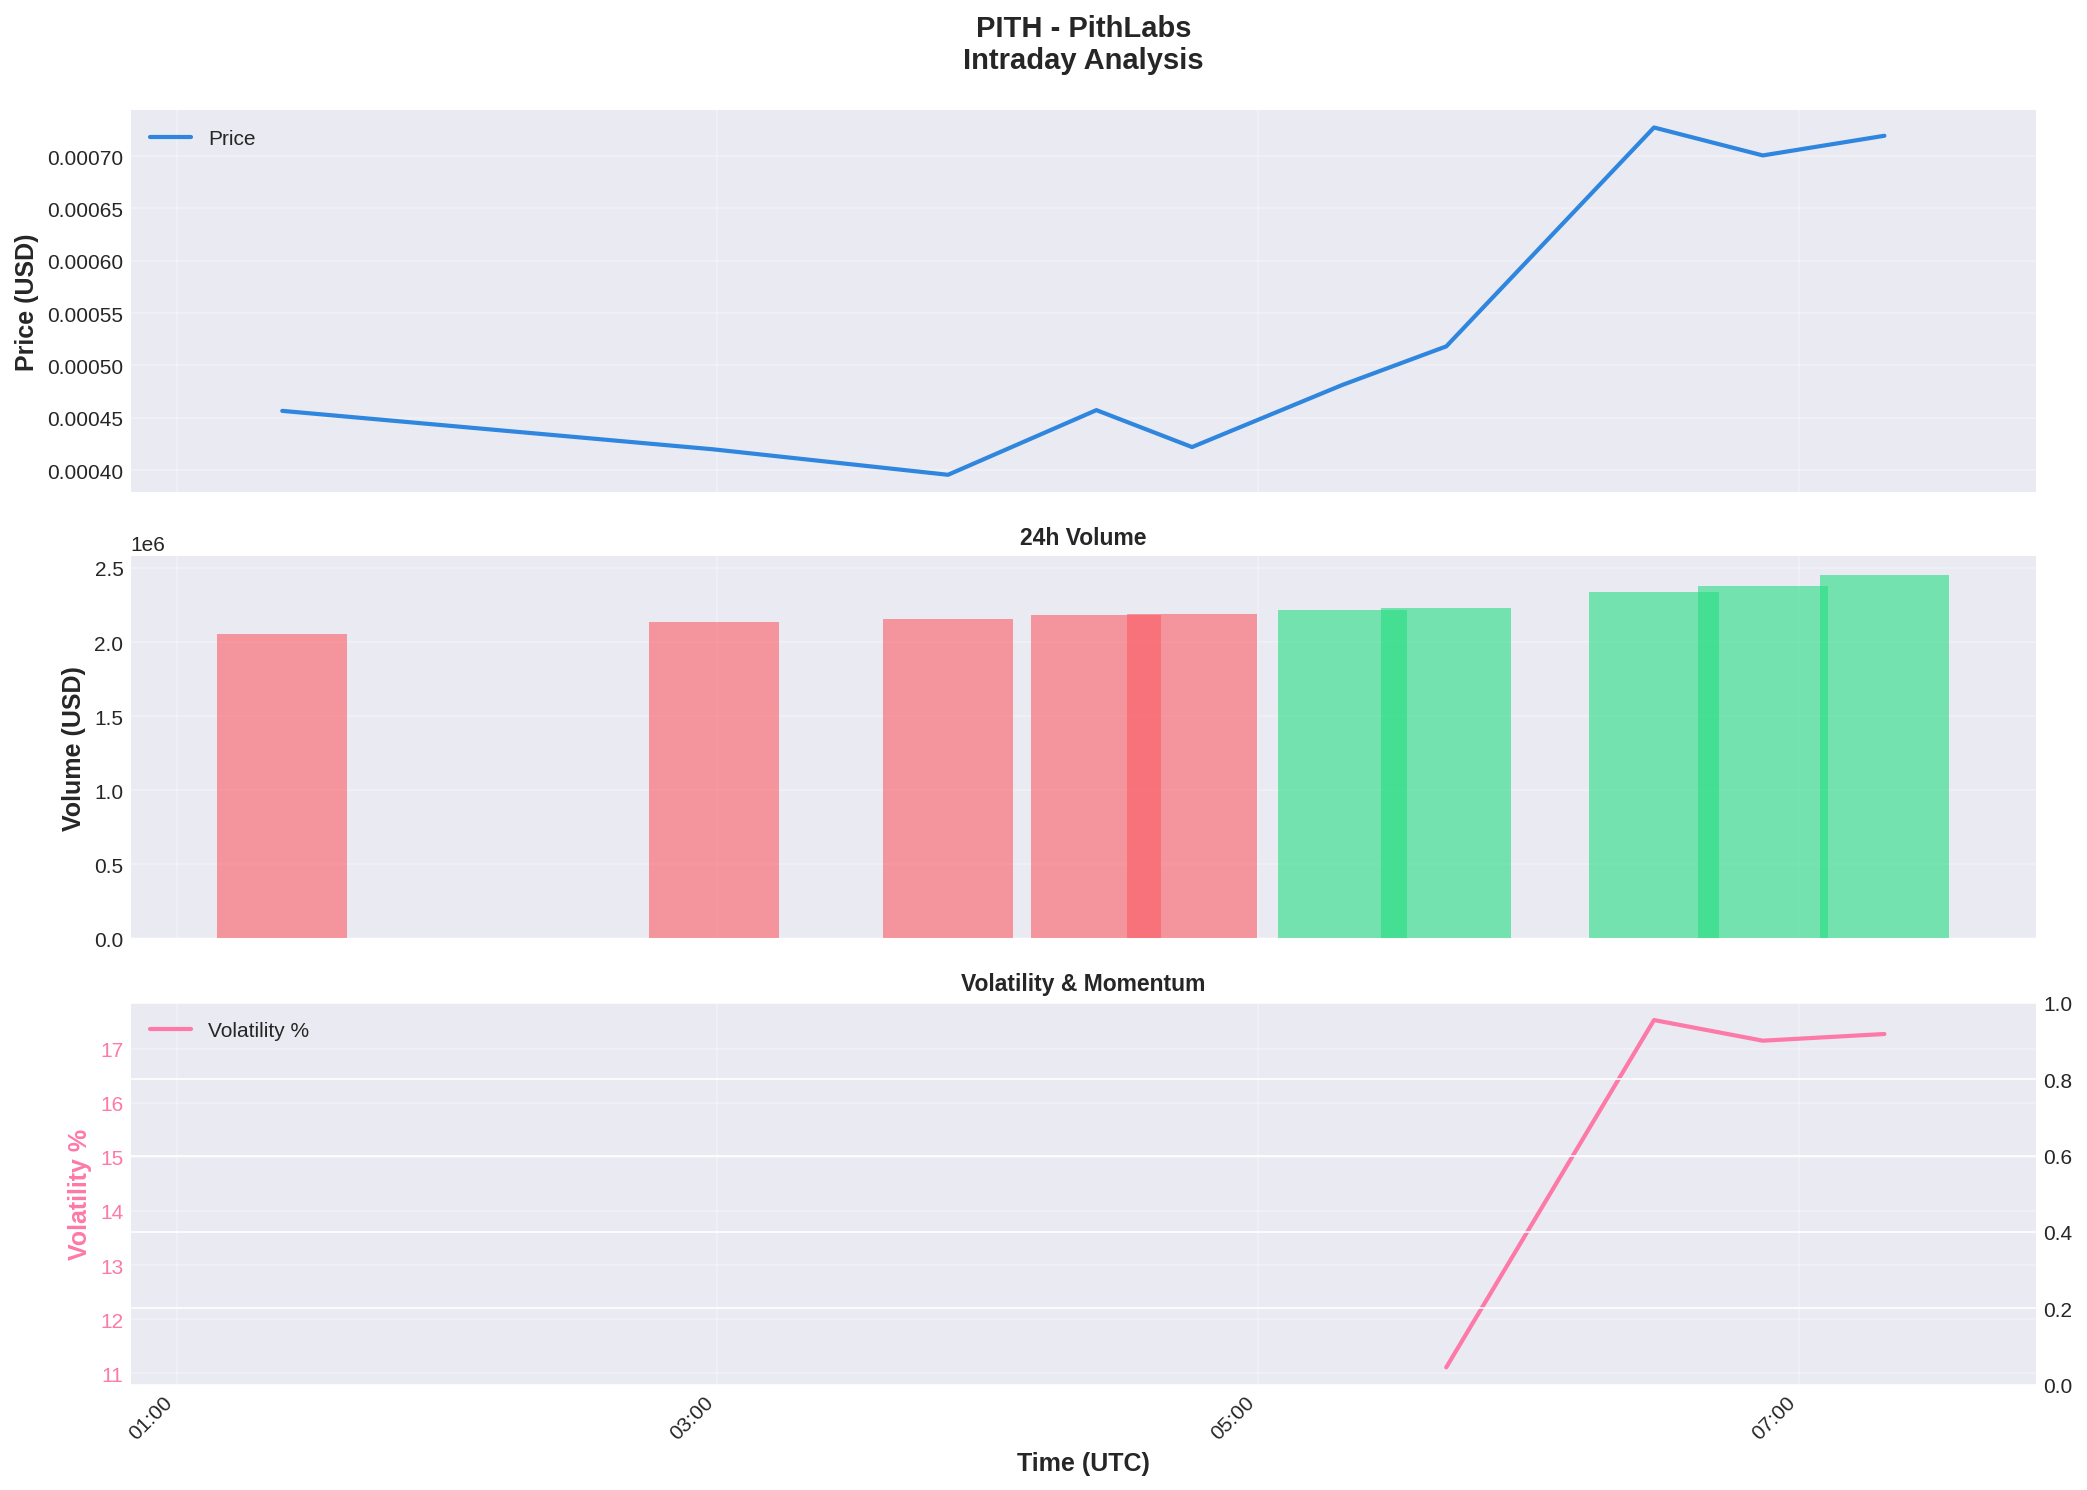 PITH - PithLabs
Intraday Analysis
Price
0.00070
0.00065
0.00060
0.00055
0.00050
0.00045
0.00040
Price (USD)
24h Volume
1e6
2.5
2.0
1.5
1.0
0.5
0.0
Volume (USD)
Volatility & Momentum
Volatility %
17
16
15
14
13
12
11
Volatility %
1.0
0.8
0.6
0.4
0.2
0.0
01:00
03:00
05:00
07:00
Time (UTC)